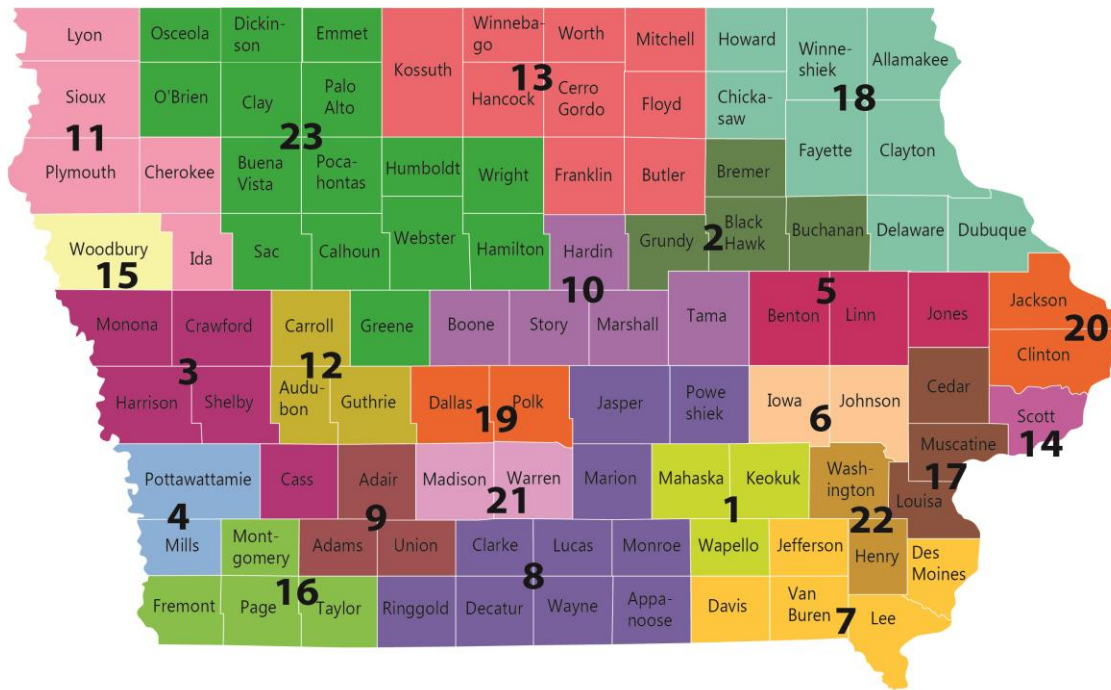 Lyon
Osceola
Dickin-
son
Emmet
Kossuth
Winneba-
go
Worth
Mitchell
Howard
Winne-
shiek
Allamakee
Sioux
O'Brien
Clay
Palo
Alto
Hancock
Cerro
Gordo
Floyd
Chicka-
saw
13
18
11
23
Plymouth
Cherokee
Buena
Vista
Poca-
hontas
Humboldt
Wright
Franklin
Butler
Bremer
Fayette
Clayton
Woodbury
15
Ida
Sac
Calhoun
Webster
Hamilton
Hardin
Grundy
2
Black
Hawk
Buchanan
Delaware
Dubuque
10
5
Monona
Crawford
Carroll
Greene
Boone
Story
Marshall
Tama
Benton
Linn
Jones
Jackson
20
Clinton
3
12
Harrison
Shelby
Audu-
bon
Guthrie
Dallas
Polk
19
Jasper
Powe
shiek
Iowa
Johnson
6
Cedar
Scott
14
Pottawattamie
Cass
Adair
Madison
Warren
21
Marion
Mahaska
Keokuk
Wash-
ington
Muscatine
17
Louisa
4
9
1
22
Mills
Mont-
gomery
Adams
Union
Clarke
Lucas
Monroe
Wapello
Jefferson
Henry
Des
Moines
16
8
Fremont
Page
Taylor
Ringgold
Decatur
Wayne
Appa-
noose
Davis
Van
Buren
7
Lee